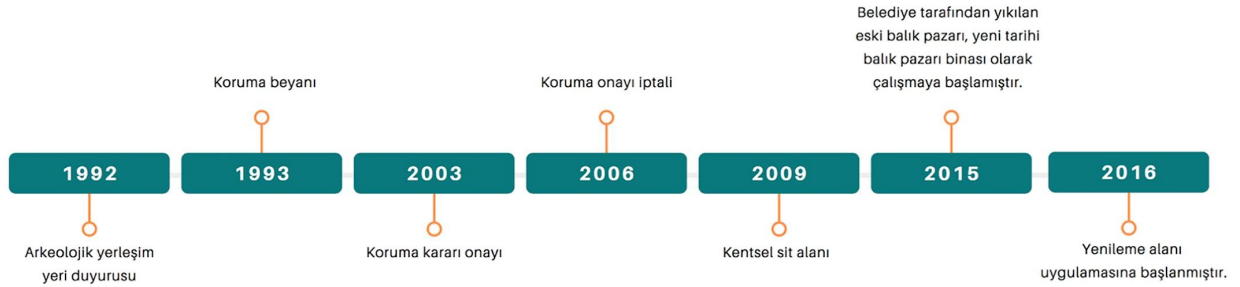 1992
Arkeolojik yerleşim
yeri duyurusu
Koruma beyanı
1993
2003
Koruma kararı onayı
Koruma onayı iptali
2006
2009
Kentsel sit alanı
Belediye tarafından yıkılan
eski balık pazarı, yeni tarihi
balık pazarı binası olarak
çalışmaya başlamıştır.
2015
2016
Yenileme alanı
uygulamasına başlanmıştır.